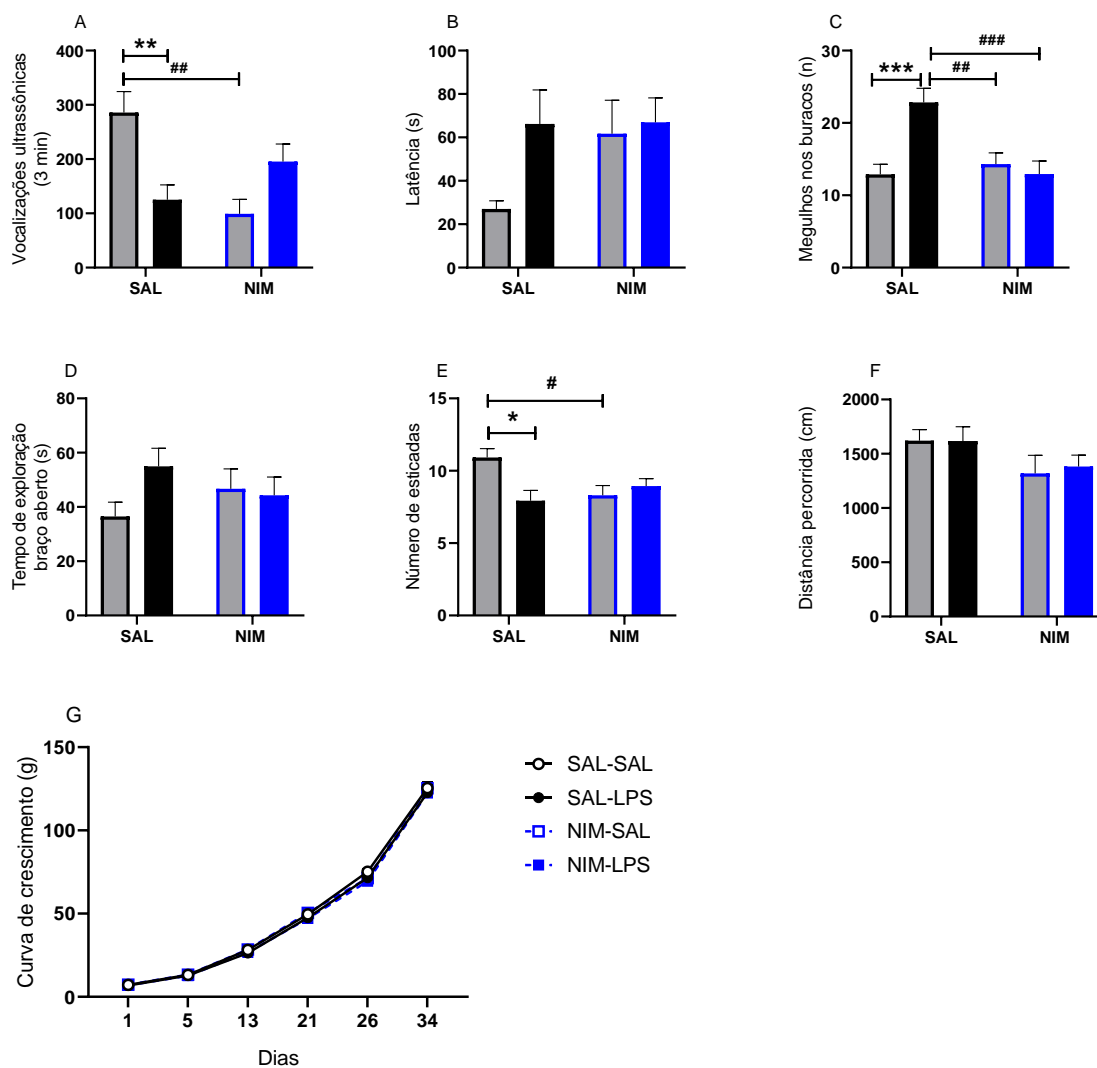 A
Vocalizações ultrassônicas
(3 min)
400
300
200
100
0
**
##
SAL
NIM
B
Latência (s)
100
80
60
40
20
0
SAL
NIM
C
Megulhos nos buracos (n)
30
20
10
0
***
##
###
SAL
NIM
D
Tempo de exploração
braço aberto (s)
80
60
40
20
0
SAL
NIM
E
Número de esticadas
15
10
5
0
#
*
SAL
NIM
F
Distância percorrida (cm)
2000
1500
1000
500
0
SAL
NIM
G
Curva de crescimento (g)
150
100
50
0
1
5
13
21
26
34
Dias
SAL-SAL
SAL-LPS
NIM-SAL
NIM-LPS